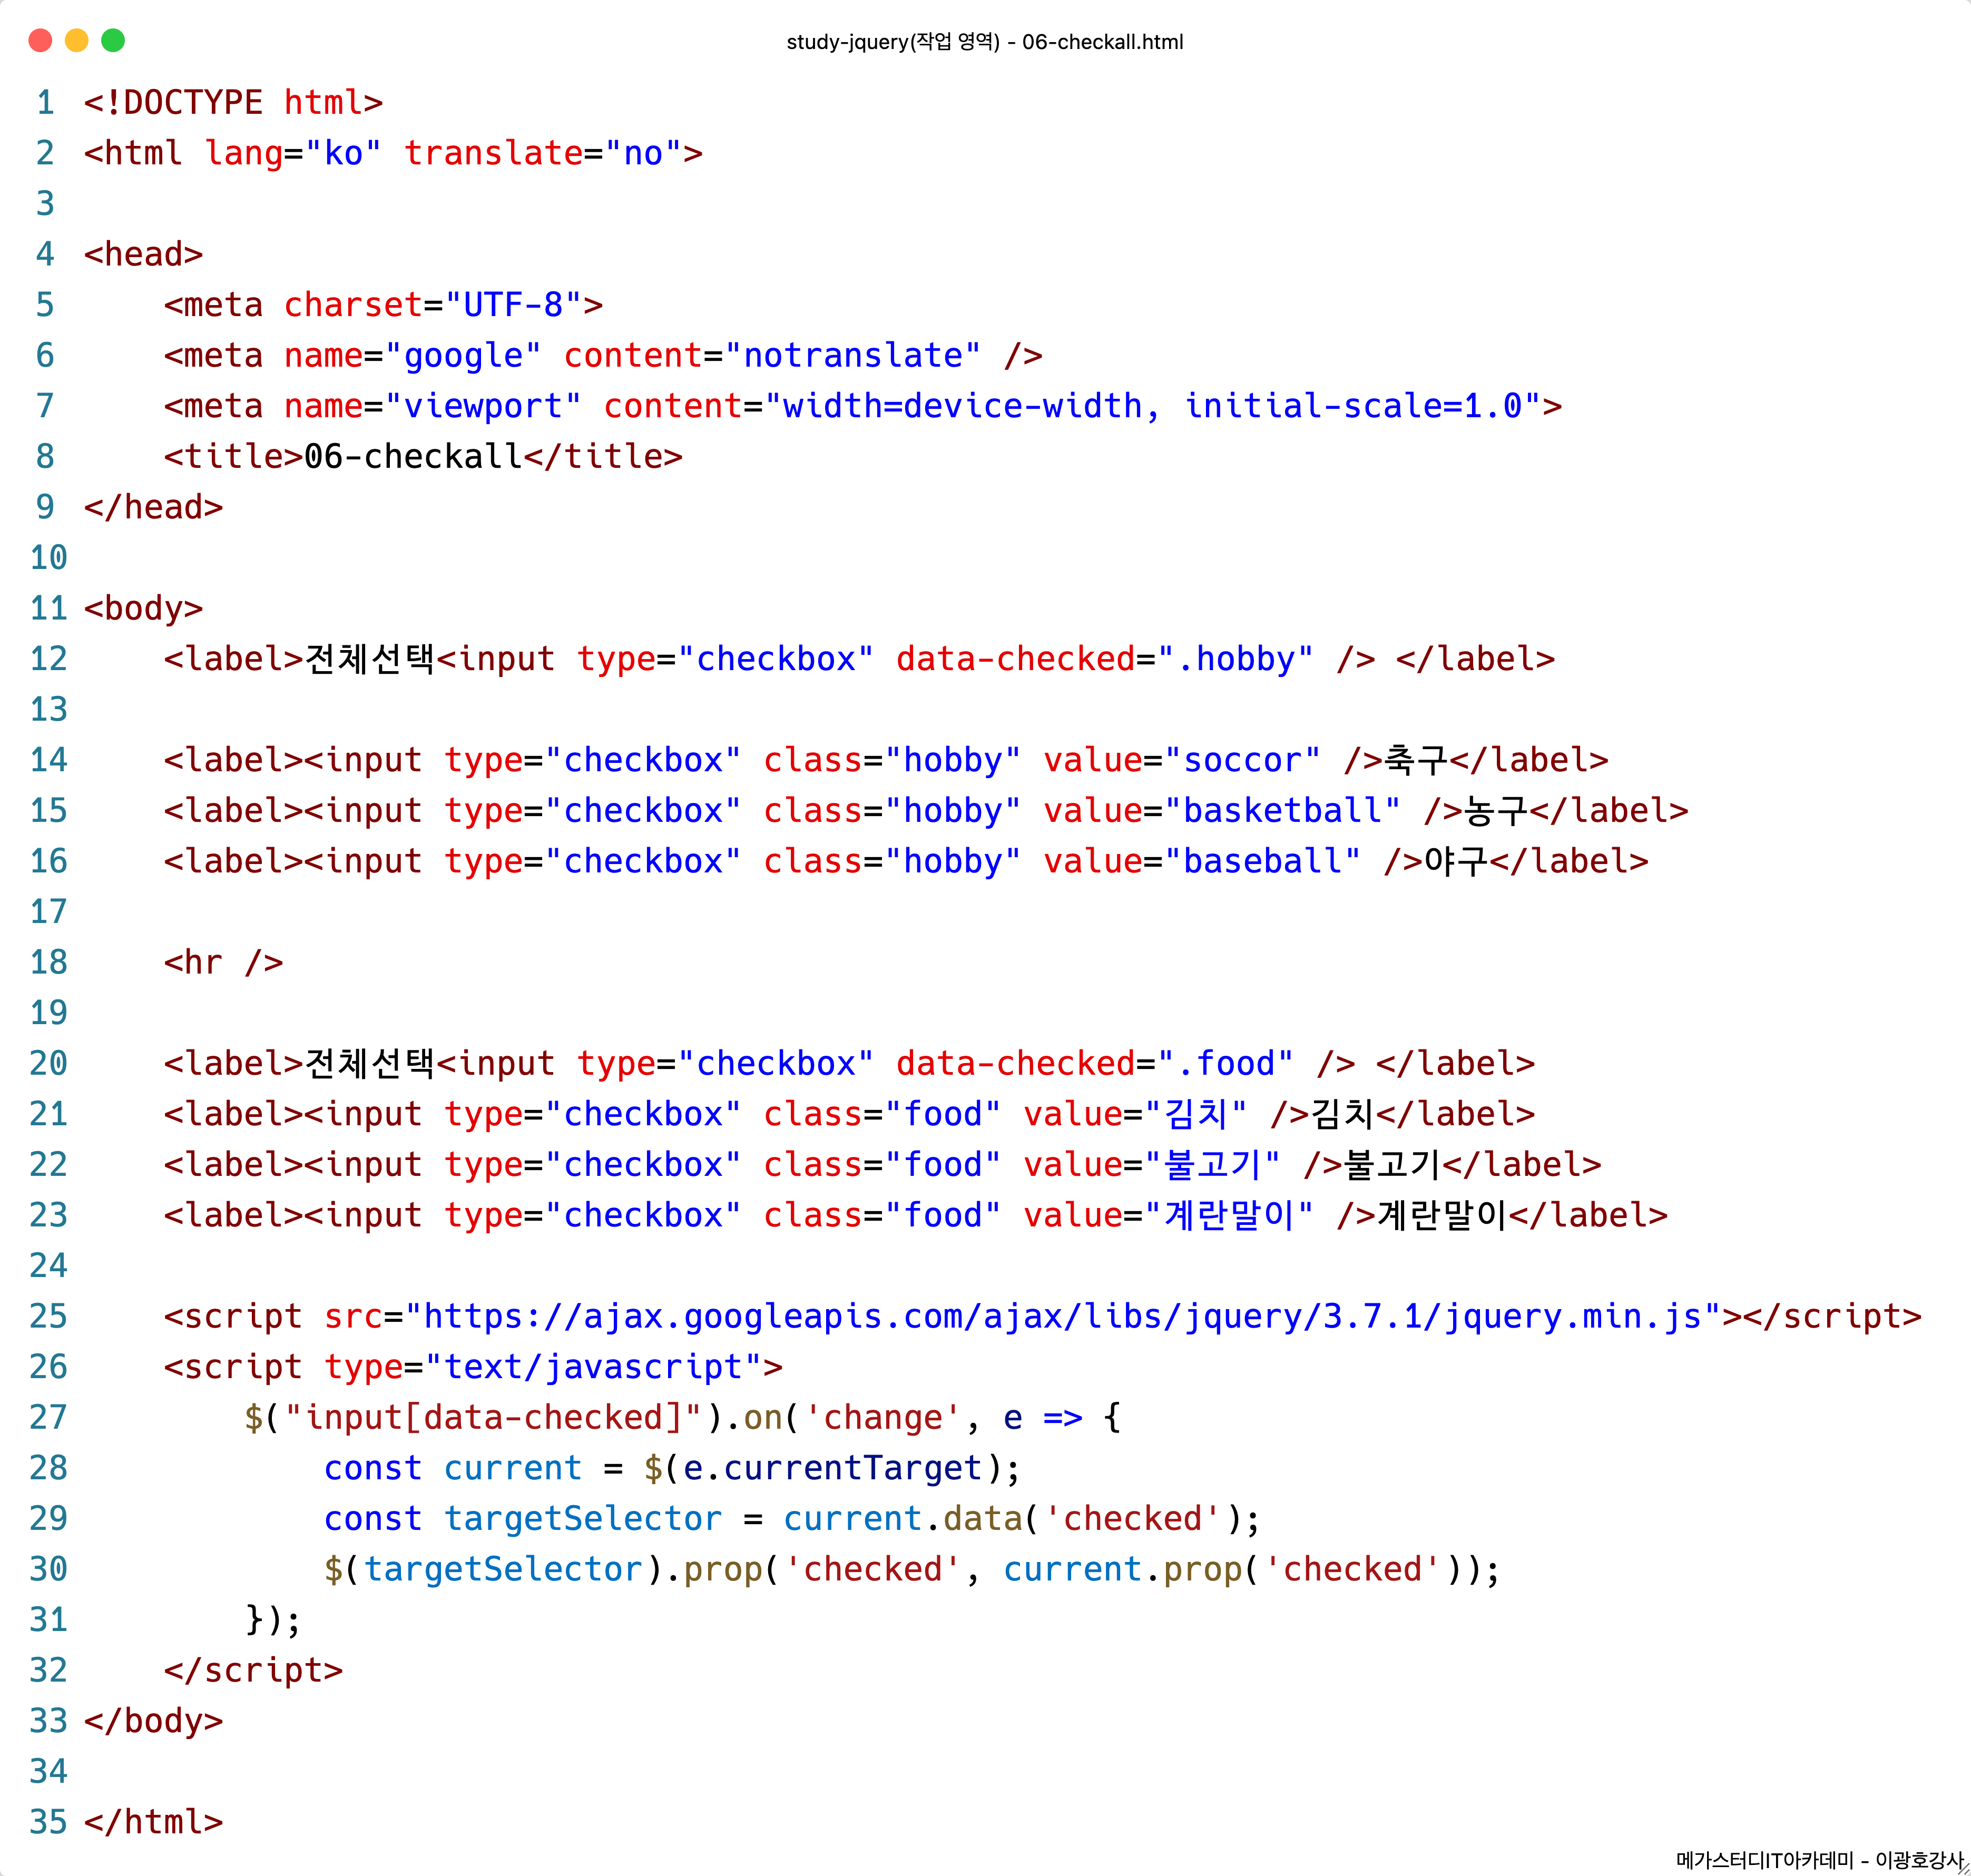 study-jquery(작업 영역) - 06-checkall.html
1 <!DOCTYPE html>
2 <html lang="ko" translate="no">
3
4 <head>
5     <meta charset="UTF-8">
6     <meta name="google" content="notranslate" />
7     <meta name="viewport" content="width=device-width, initial-scale=1.0">
8     <title>06-checkall</title>
9 </head>
10
11 <body>
12     <label>전체선택<input type="checkbox" data-checked=".hobby" /> </label>
13
14     <label><input type="checkbox" class="hobby" value="soccor" />축구</label>
15     <label><input type="checkbox" class="hobby" value="basketball" />농구</label>
16     <label><input type="checkbox" class="hobby" value="baseball" />야구</label>
17
18     <hr />
19
20     <label>전체선택<input type="checkbox" data-checked=".food" /> </label>
21     <label><input type="checkbox" class="food" value="김치" />김치</label>
22     <label><input type="checkbox" class="food" value="불고기" />불고기</label>
23     <label><input type="checkbox" class="food" value="계란말이" />계란말이</label>
24
25     <script src="https://ajax.googleapis.com/ajax/libs/jquery/3.7.1/jquery.min.js"></script>
26     <script type="text/javascript">
27         $("input[data-checked]").on('change', e => {
28             const current = $(e.currentTarget);
29             const targetSelector = current.data('checked');
30             $(targetSelector).prop('checked', current.prop('checked'));
31         });
32     </script>
33 </body>
34
35 </html>
메가스터디IT아카데미 - 이광호강사